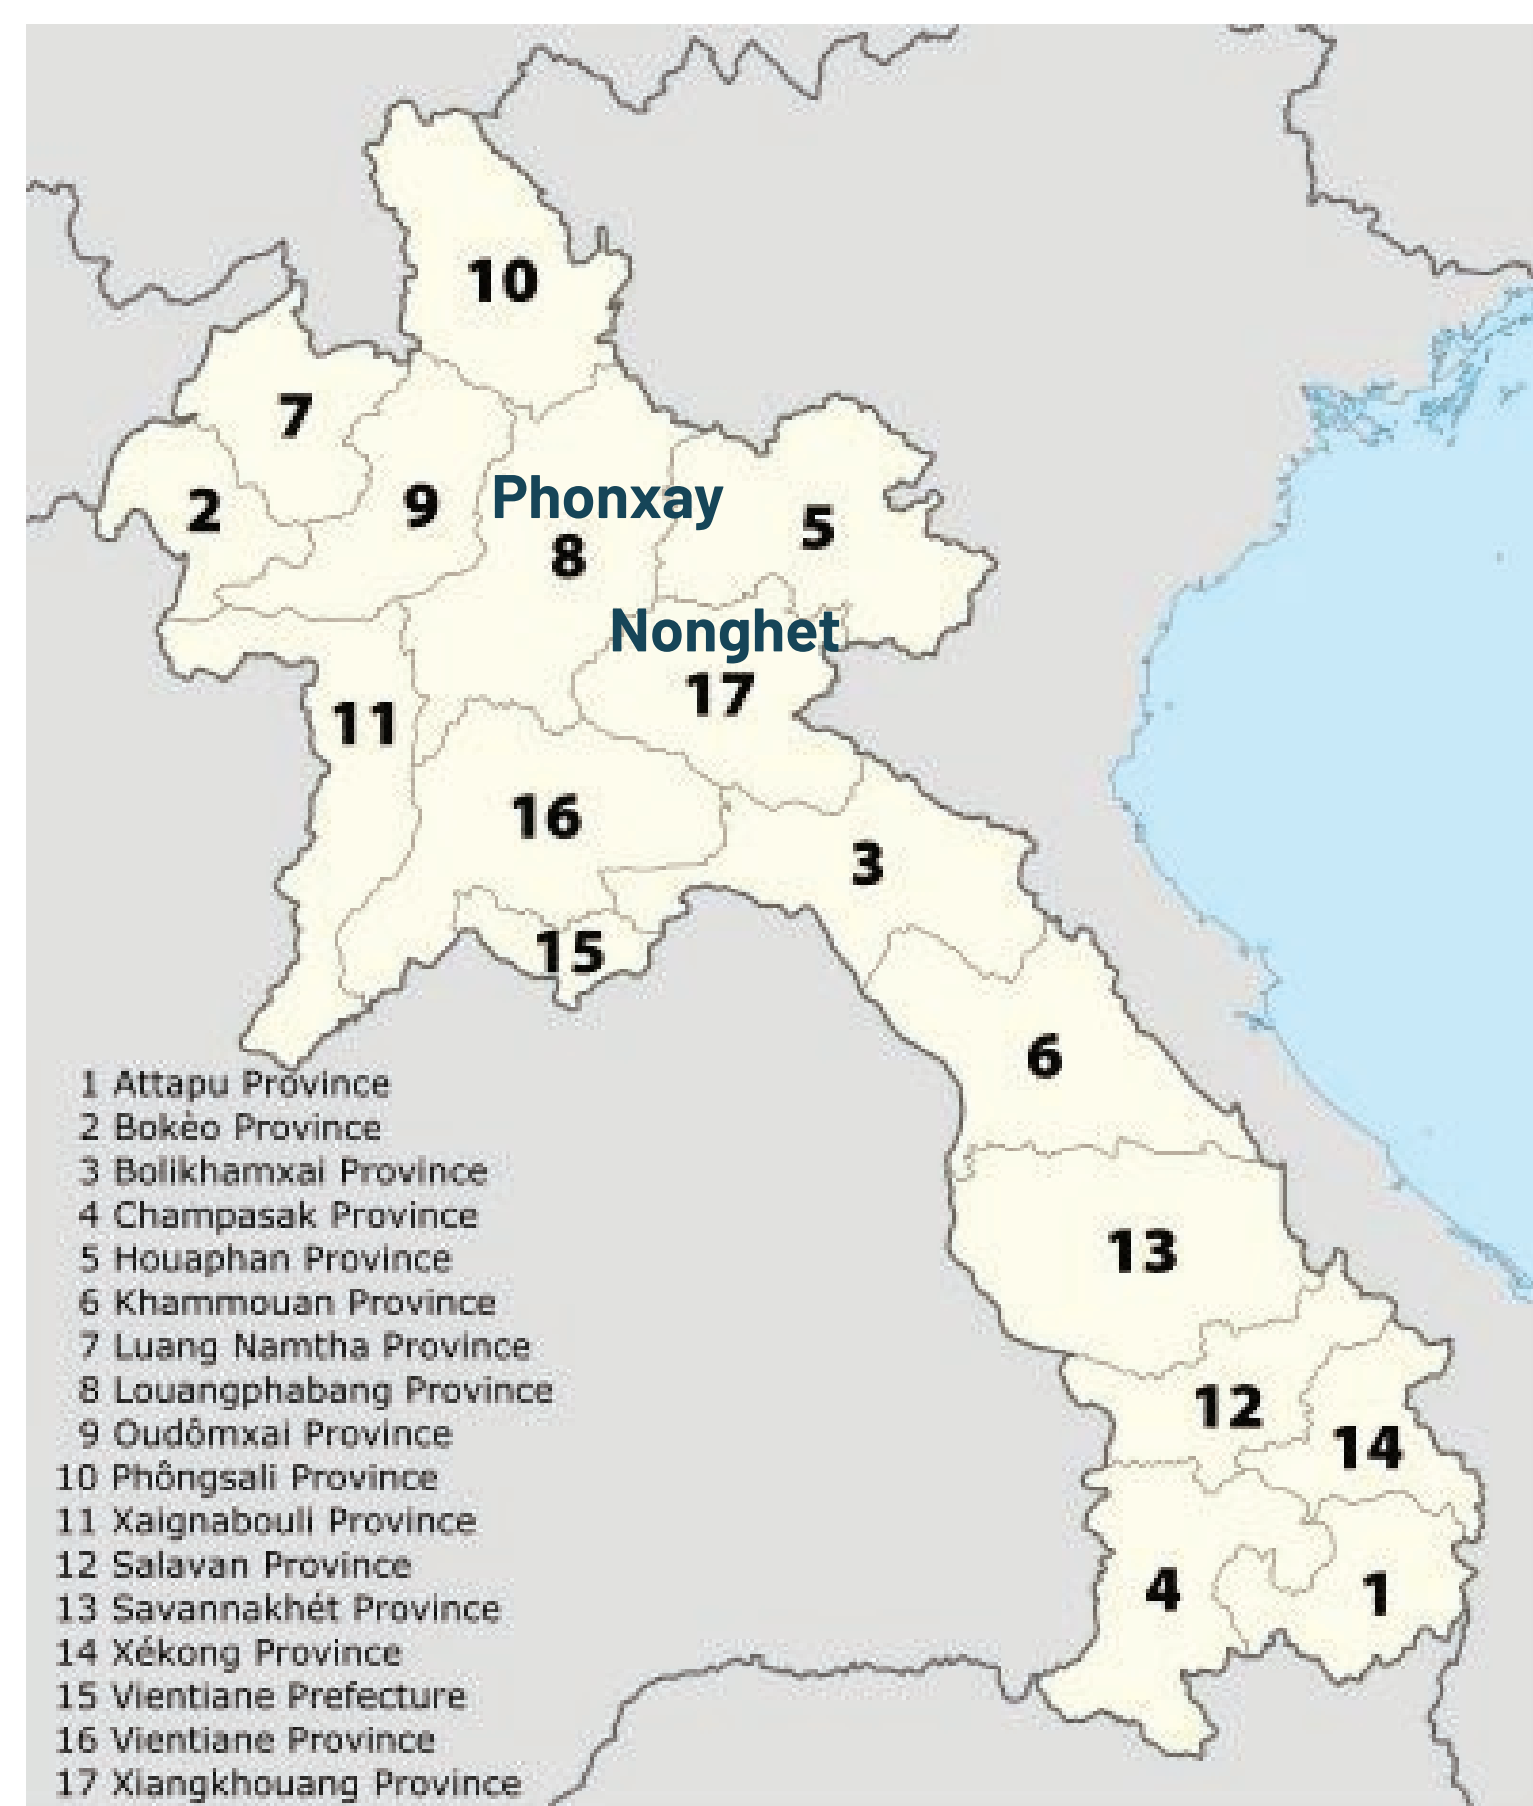 10
7
2
9
Phonxay
8
5
Nonghet
17
11
16
3
15
6
13
12
14
4
1
1 Attapu Province
2 Bokèo Province
3 Bolikhamxai Province
4 Champasak Province
5 Houaphan Province
6 Khammouan Province
7 Luang Namtha Province
8 Louangphabang Province
9 Oudômxai Province
10 Phôngsali Province
11 Xaignabouli Province
12 Salavan Province
13 Savannakhét Province
14 Xékong Province
15 Vientiane Prefecture
16 Vientiane Province
17 Xiangkhouang Province